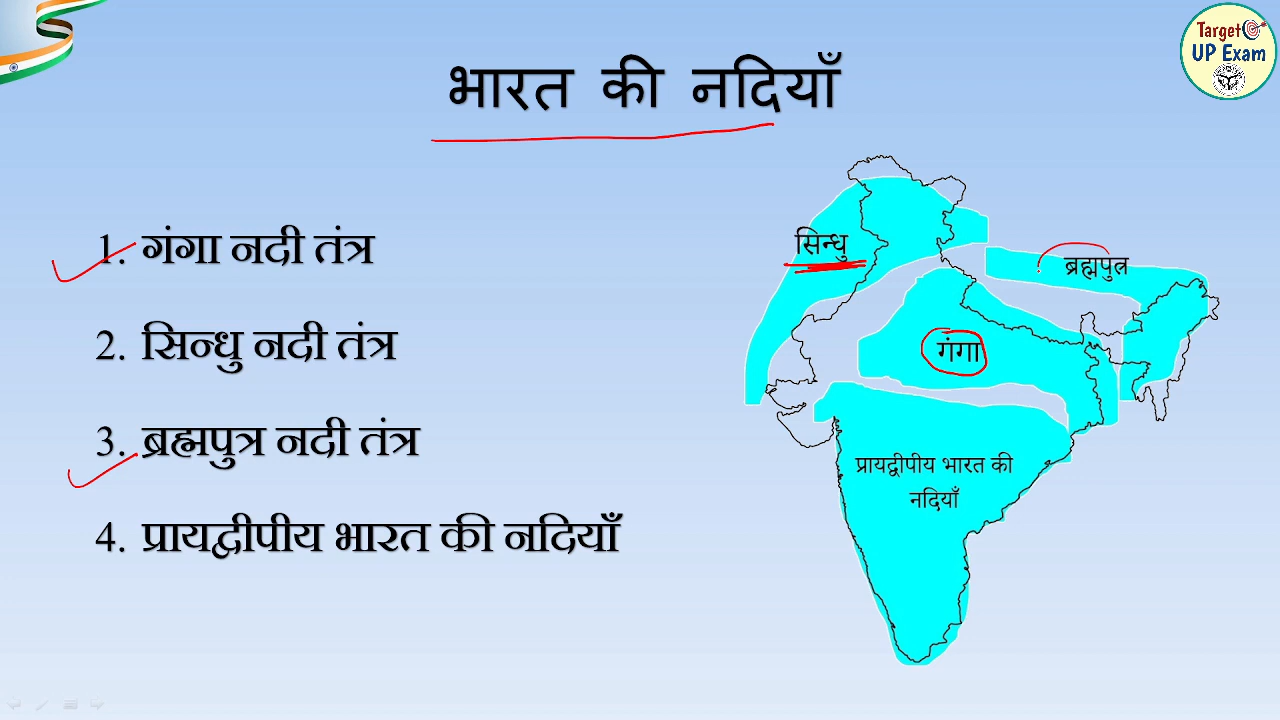 Target
UP Exam
भारत की नदियाँ
1. गंगा नदी तंत्र
2. सिन्धु नदी तंत्र
3. ब्रह्मपुत्र नदी तंत्र
4. प्रायद्वीपीय भारत की नदियाँ
सिन्धु
ब्रह्मपुत्र
गंगा
प्रायद्वीपीय भारत की
नदियाँ